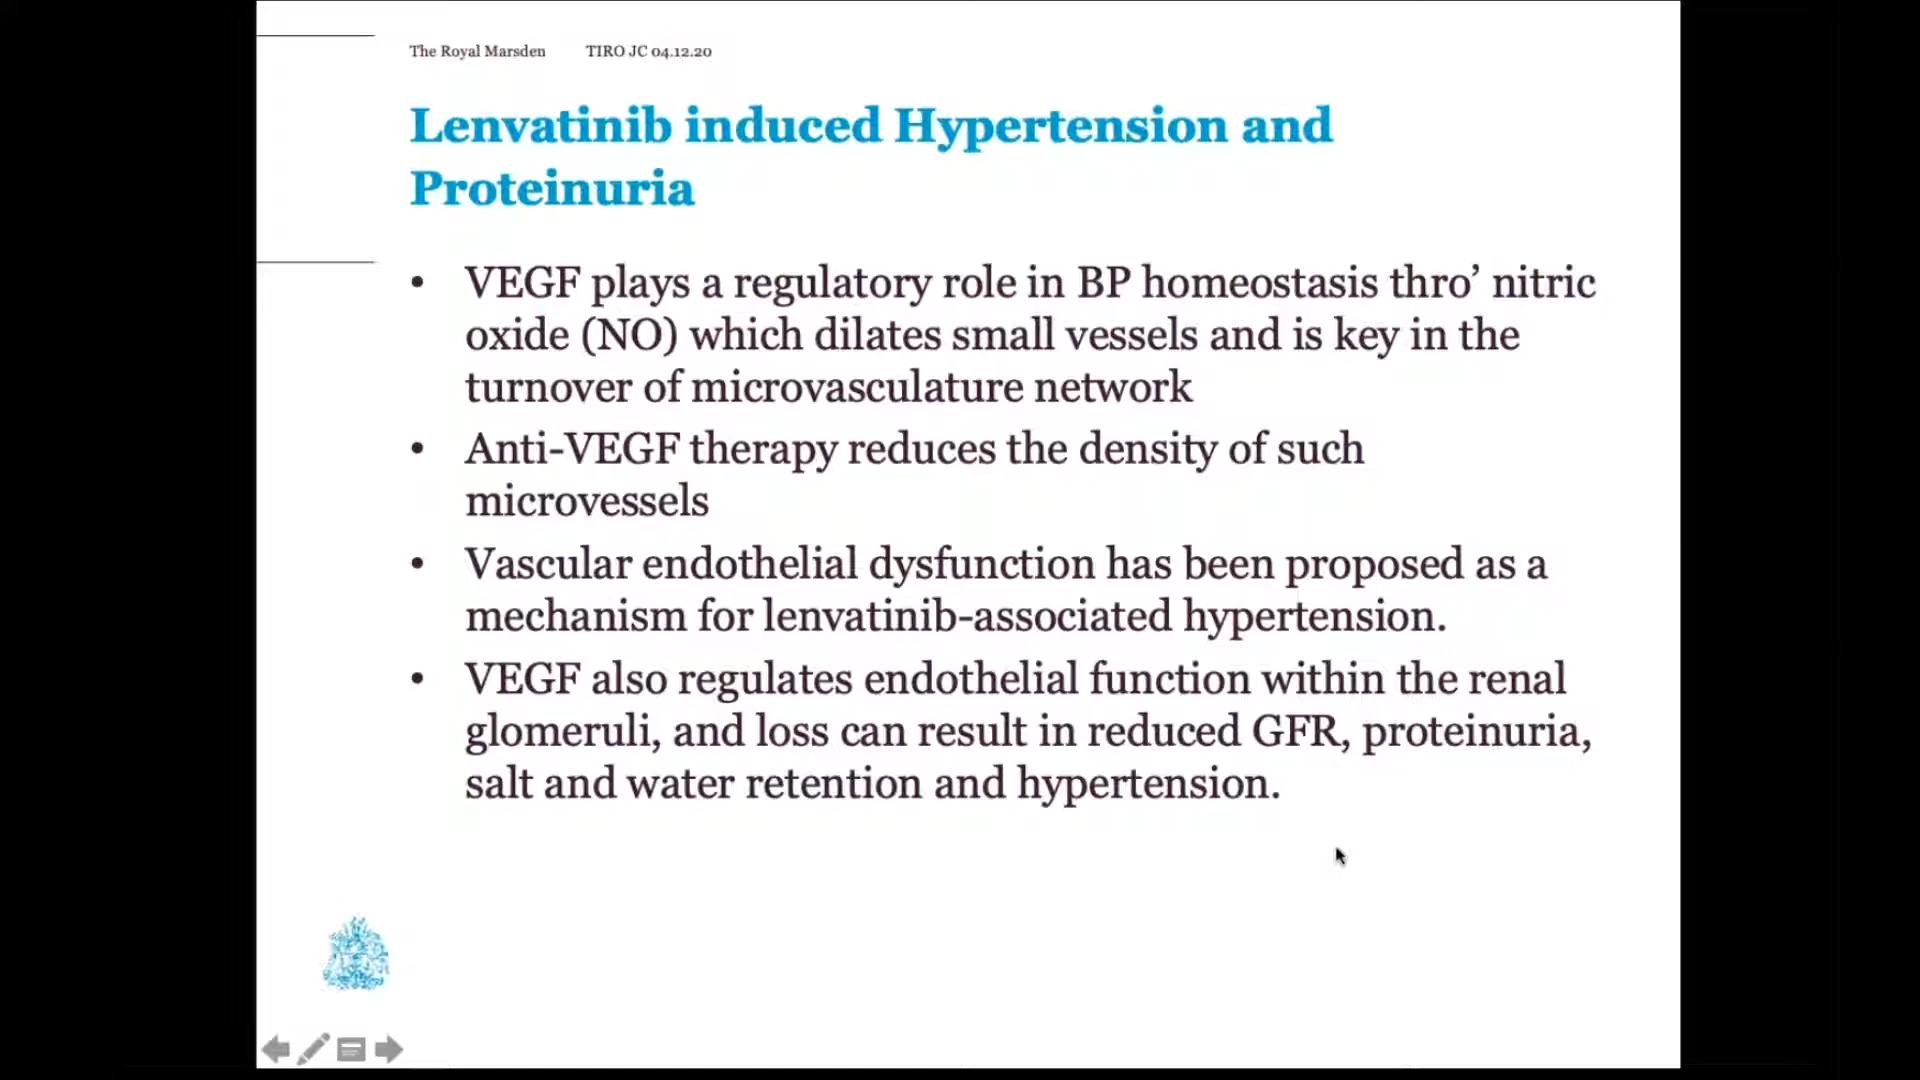 The Royal Marsden TIRO JC 04.12.20
Lenvatinib induced Hypertension and
Proteinuria
• VEGF plays a regulatory role in BP homeostasis thro’ nitric
oxide (NO) which dilates small vessels and is key in the
turnover of microvasculature network
• Anti-VEGF therapy reduces the density of such
microvessels
• Vascular endothelial dysfunction has been proposed as a
mechanism for lenvatinib-associated hypertension.
• VEGF also regulates endothelial function within the renal
glomeruli, and loss can result in reduced GFR, proteinuria,
salt and water retention and hypertension.